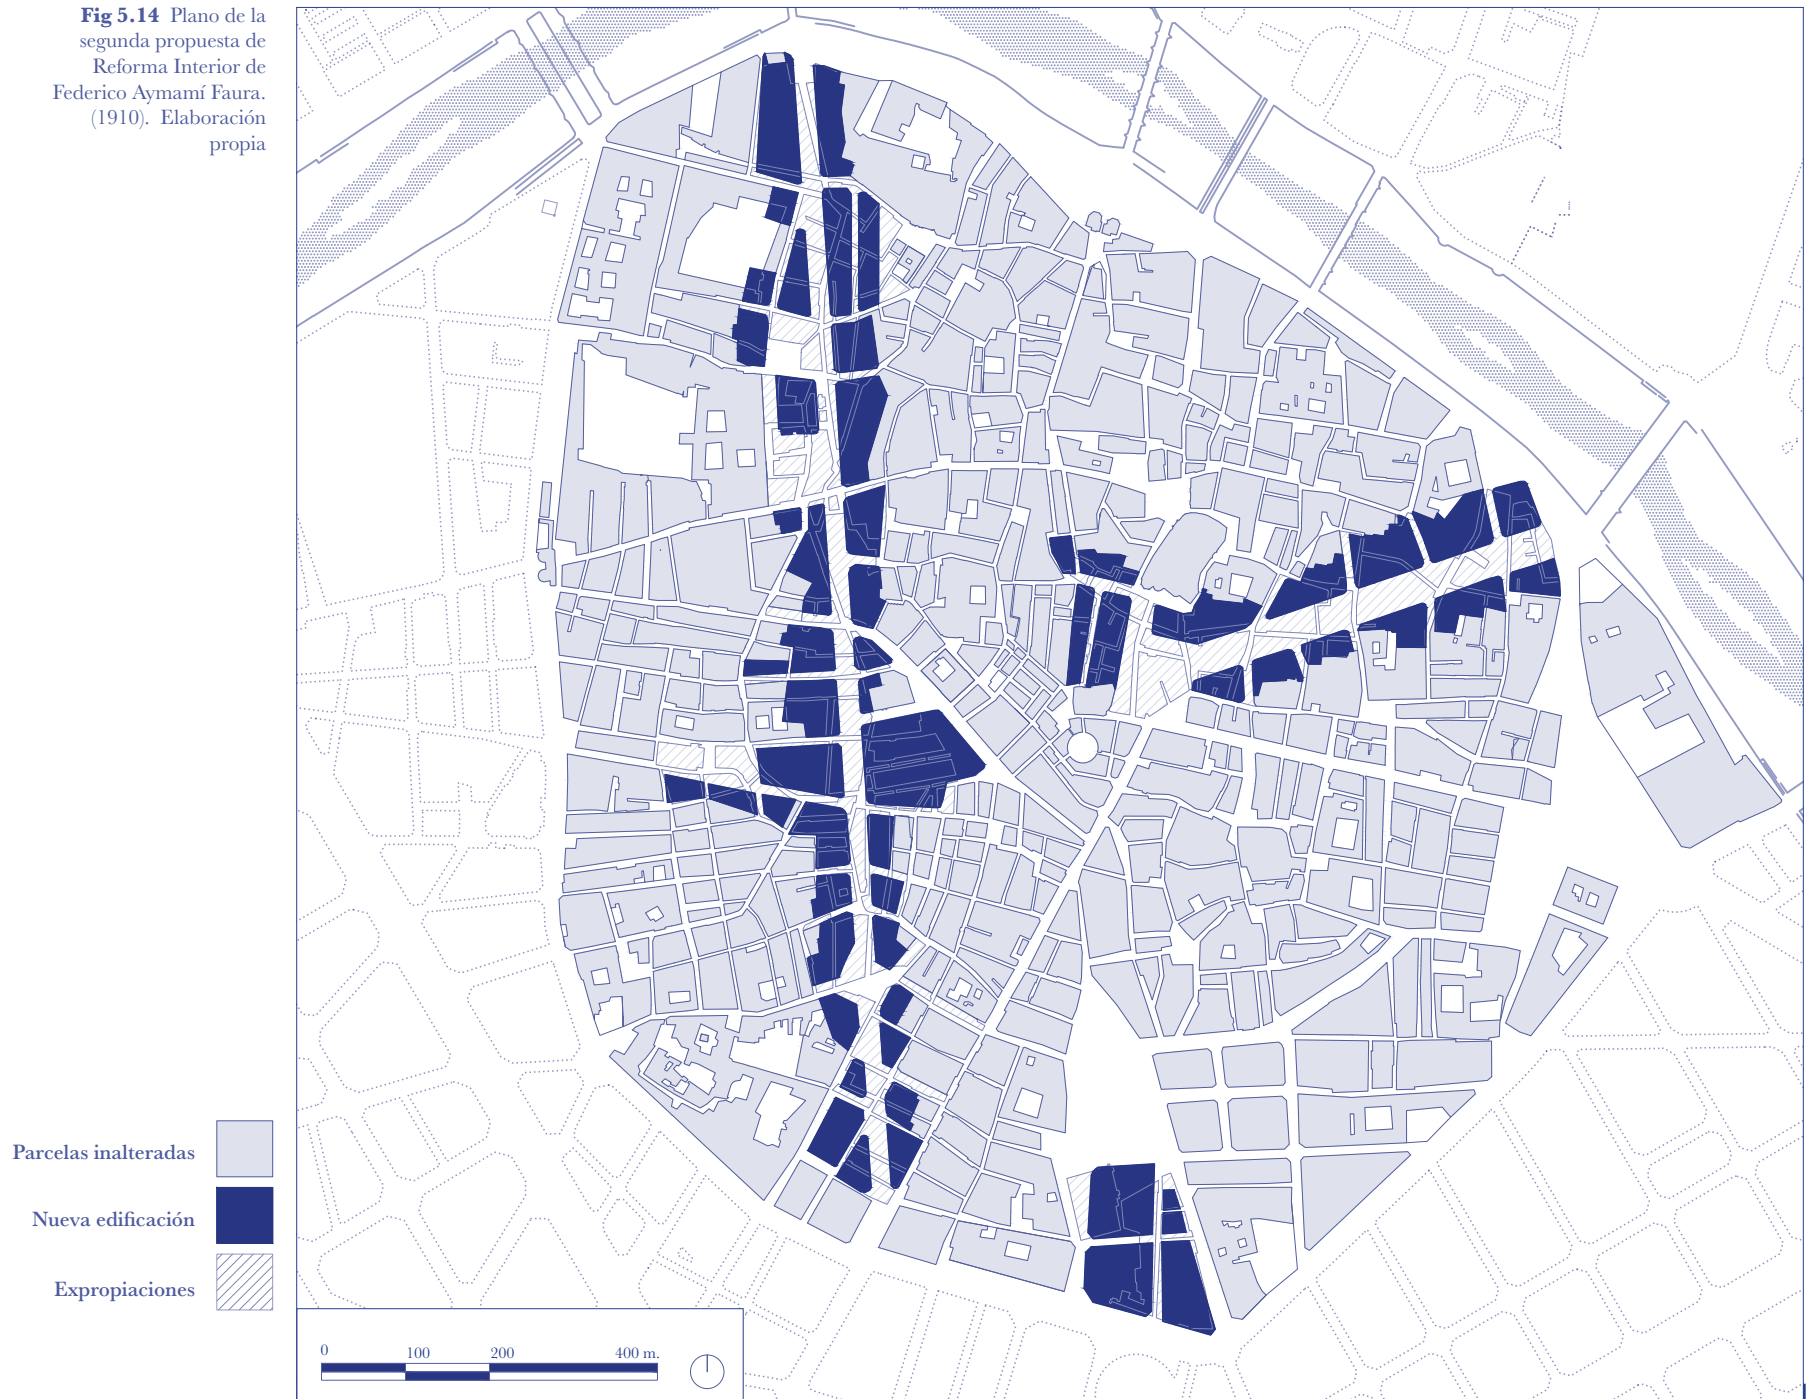 Fig 5.14 Plano de la
segunda propuesta de
Reforma Interior de
Federico Aymamí Faura.
(1910). Elaboración
propia
Parcelas inalteradas
Nueva edificación
Expropiaciones
0 100 200 400 m.